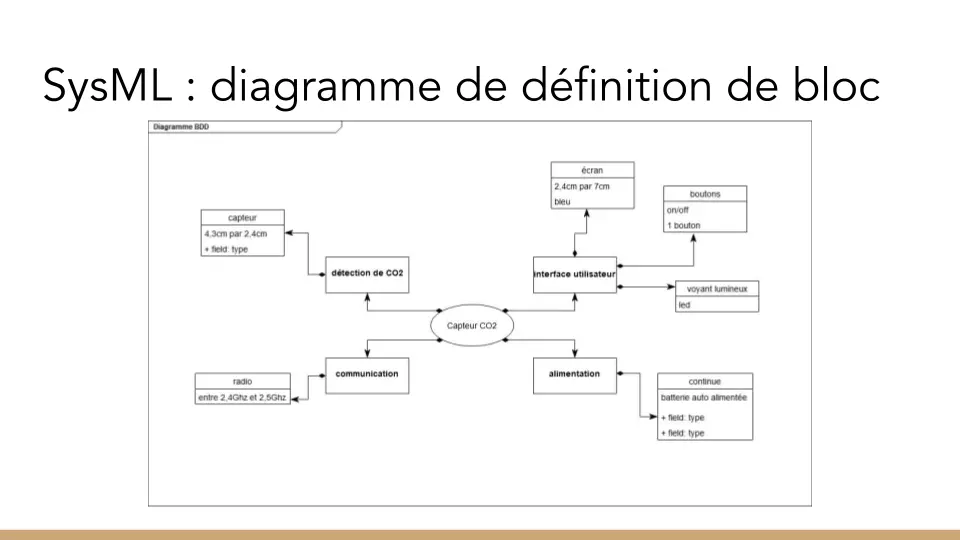 SysML : diagramme de définition de bloc
Diagramme BDD
écran
2,4cm par 7cm
bleu
boutons
on/off
1 bouton
capteur
4,3cm par 2,4cm
+ field: type
détection de CO2
interface utilisateur
voyant lumineux
led
Capteur CO2
communication
alimentation
radio
entre 2,4Ghz et 2,5Ghz
continue
batterie auto alimentée
+ field: type
+ field: type